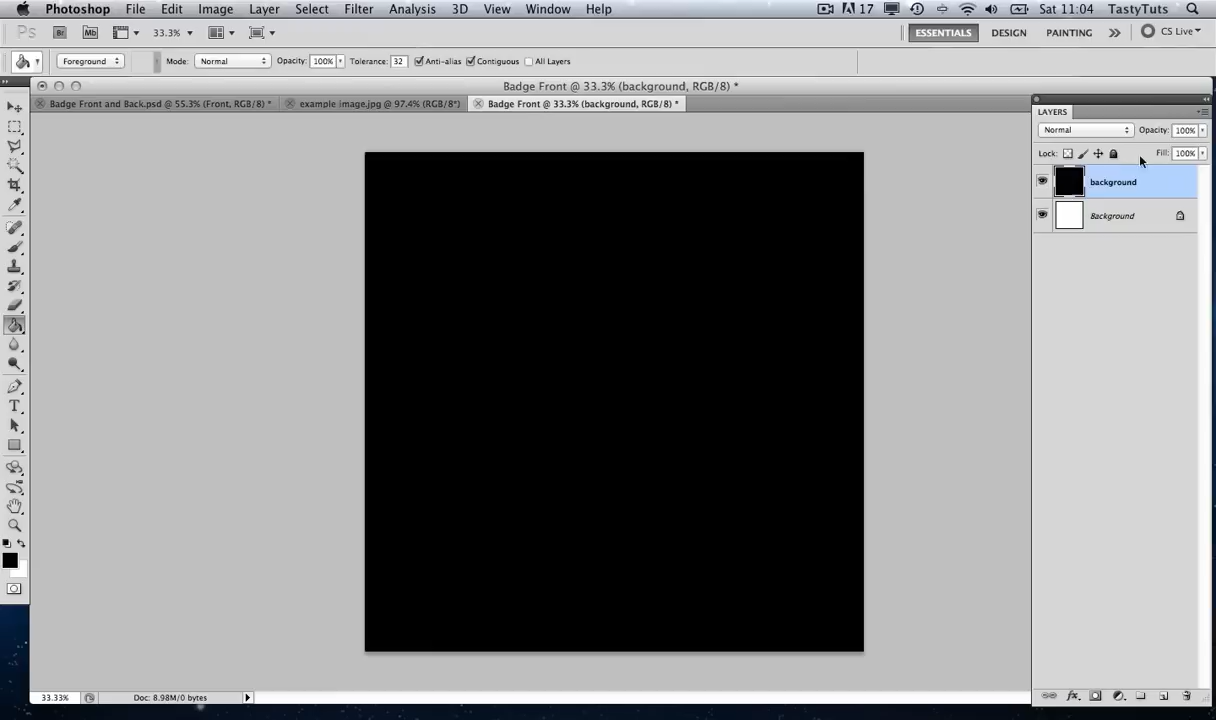 Photoshop File Edit Image Layer Select Filter Analysis 3D View Window Help 17 Sat 11:04 TastyTuts
Ps Br Mb 33.3% ESSENTIALS DESIGN PAINTING >> CS Live
Foreground Mode: Normal Opacity: 100% Tolerance: 32 Anti-alias Contiguous All Layers
Badge Front @ 33.3% (background, RGB/8) *
Badge Front and Back.psd @ 55.3% (Front, RGB/8) * example image.jpg @ 97.4% (RGB/8*) Badge Front @ 33.3% (background, RGB/8) *
LAYERS
Normal Opacity: 100%
Lock: Fill: 100%
background
Background
33.33% Doc: 8.98M/0 bytes